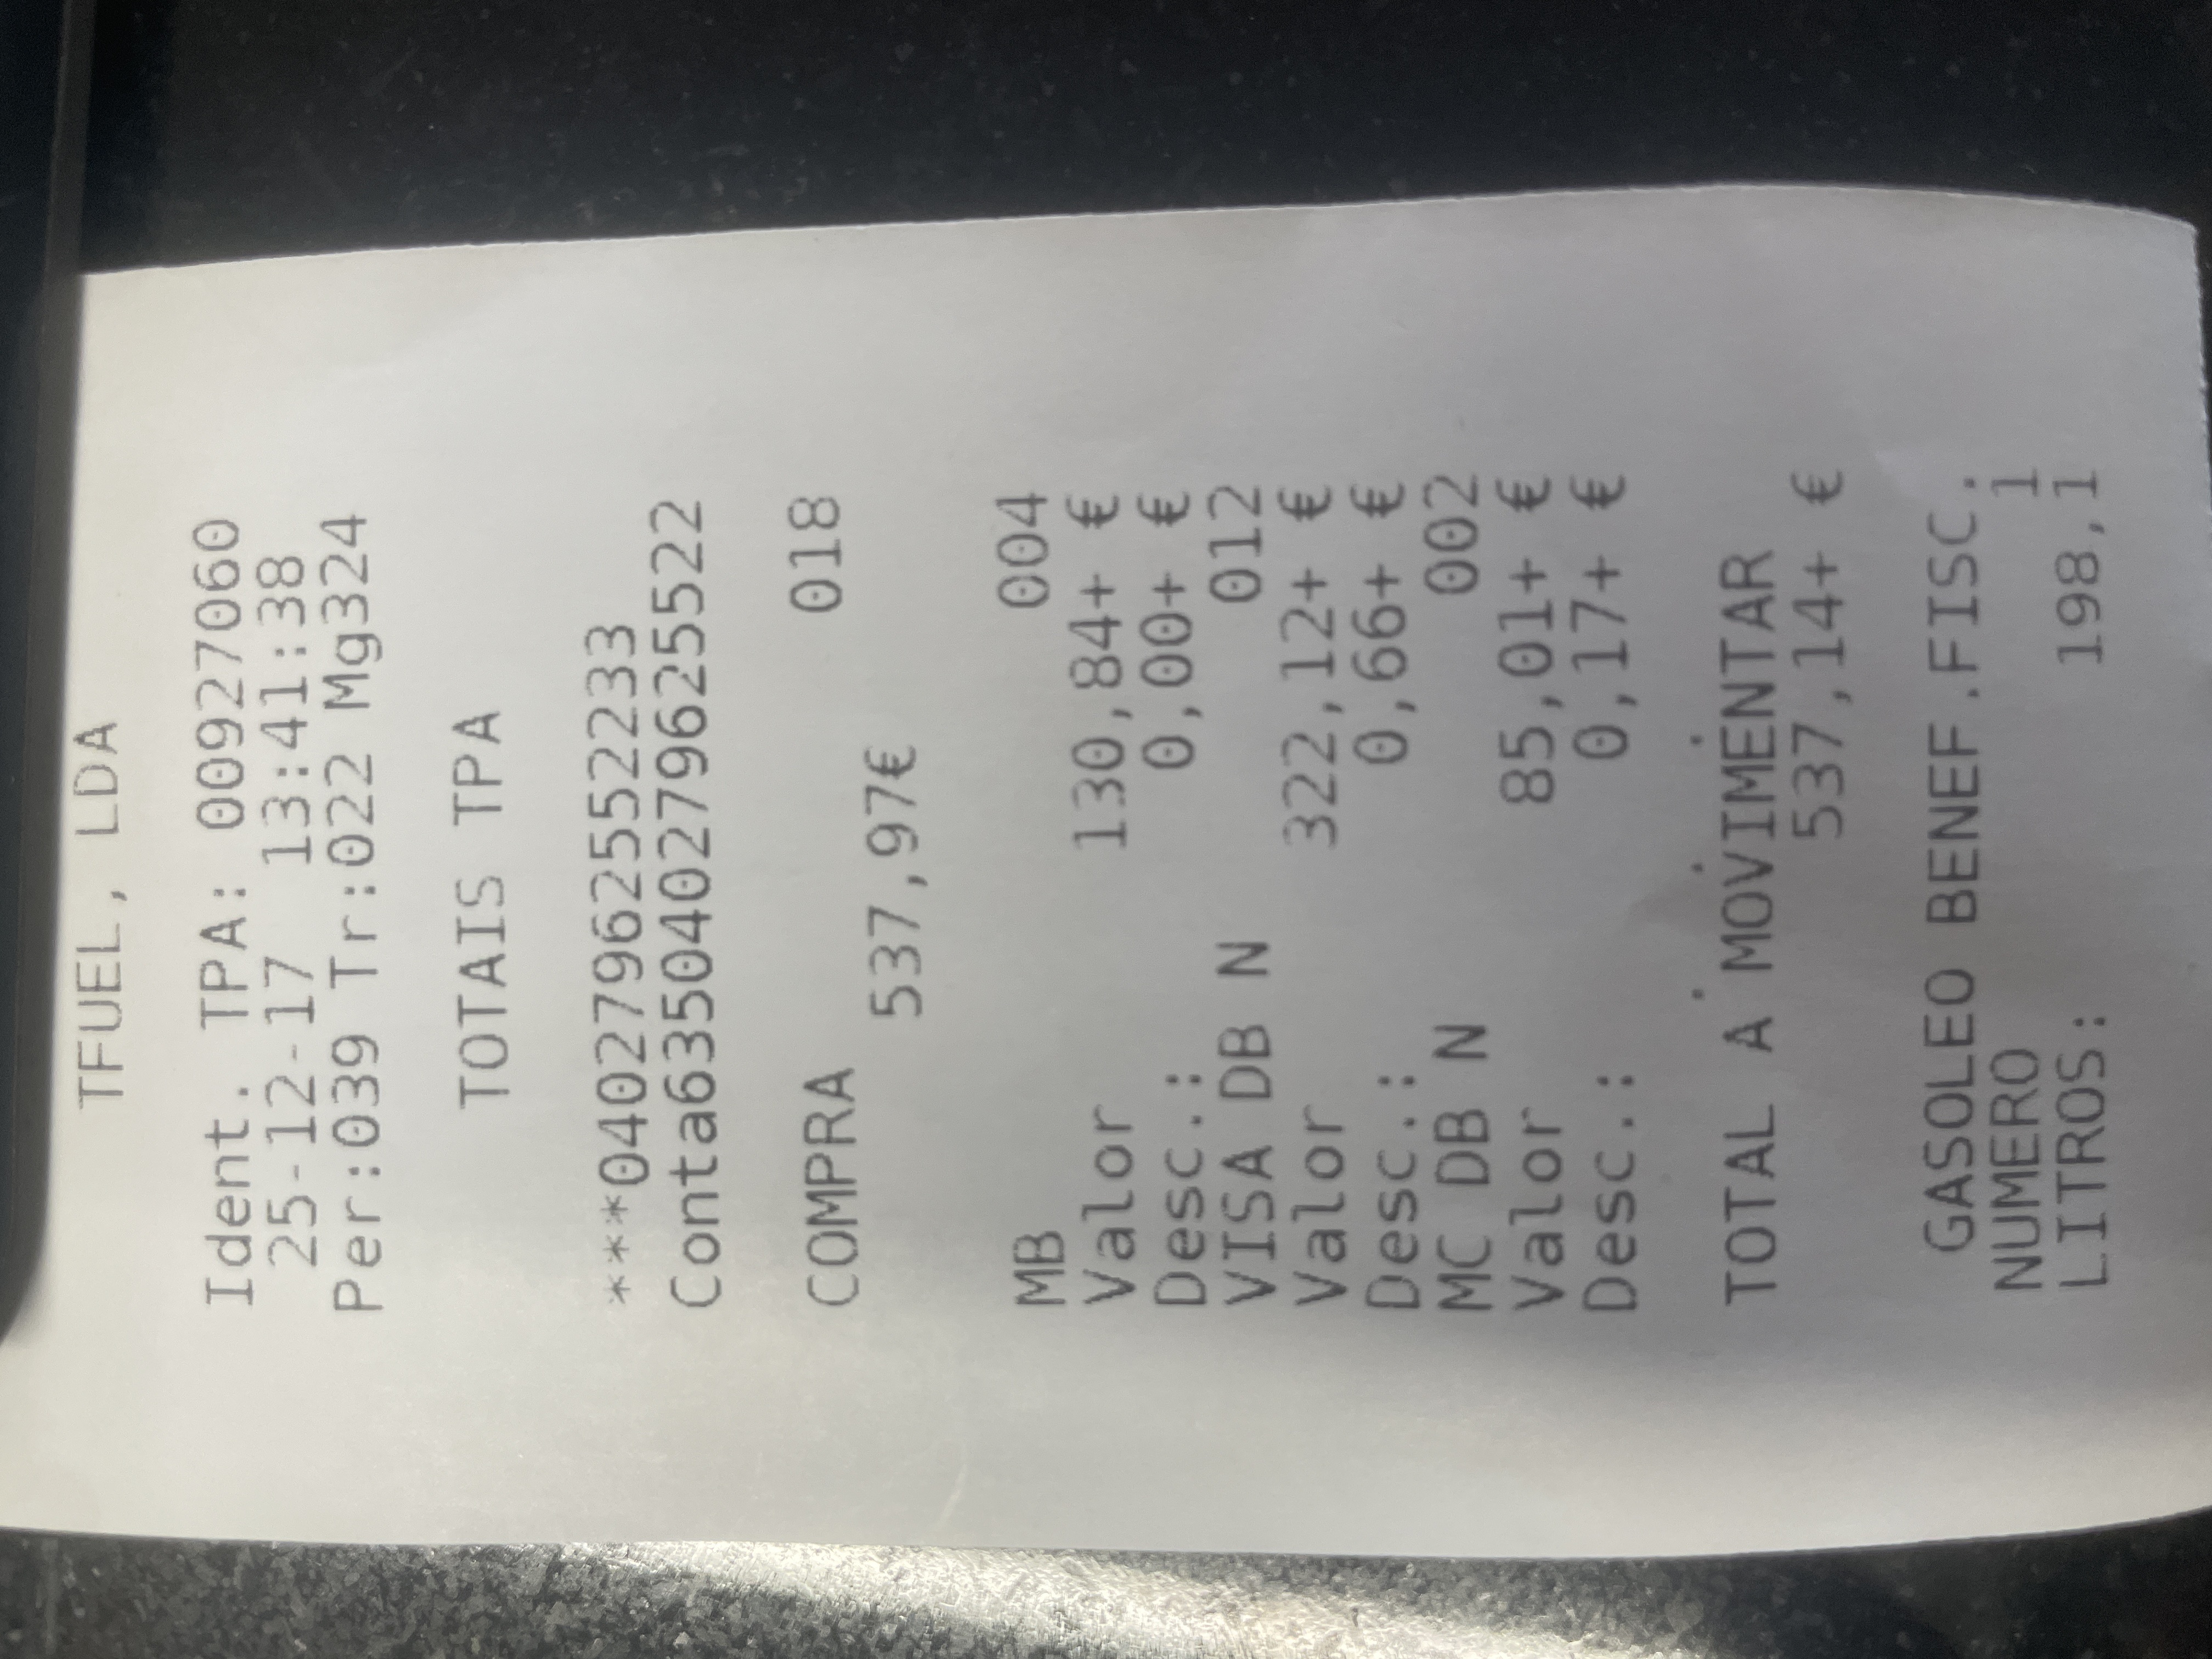 TFUEL, LDA
Ident. TPA: 00927060
25-12-17 13:41:38
Per:039 Tr:022 Mg324
TOTAIS TPA
***04027962552233
Conta63504027962​55522
COMPRA 018
537,97€
MB 004
Valor 130,84+ €
Desc.: 0,00+ €
VISA DB N 012
Valor 322,12+ €
Desc.: 0,66+ €
MC DB N 002
Valor 85,01+ €
Desc.: 0,17+ €
TOTAL A MOVIMENTAR
537,14+ €
GASOLEO BENEF.FISC.
NUMERO 1
LITROS: 198,1